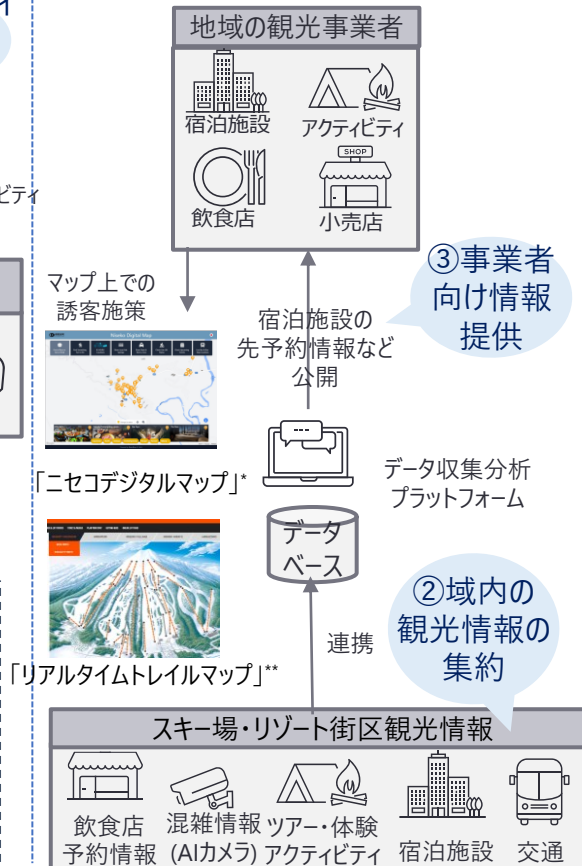 ィ
ビティ
地域の観光事業者
宿泊施設
アクティビティ
SHOP
飲食店
小売店
マップ上での
誘客施策
③事業者
向け情報
提供
宿泊施設の
先予約情報など
公開
Niseko Digital Map
「ニセコデジタルマップ」*
データ収集分析
プラットフォーム
データ
ベース
②域内の
観光情報の
集約
連携
「リアルタイムトレイルマップ」**
スキー場・リゾート街区観光情報
飲食店
予約情報
混雑情報
(AIカメラ)
ツアー・体験
アクティビティ
宿泊施設
交通